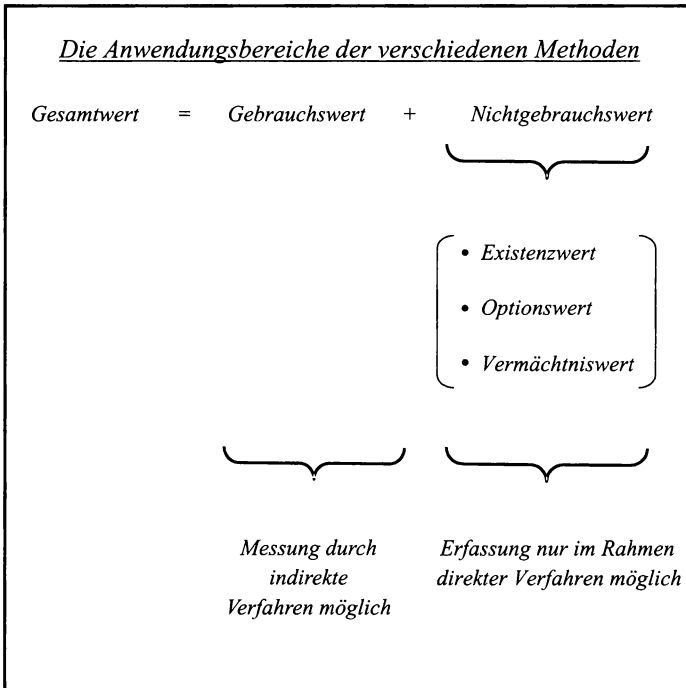 Die Anwendungsbereiche der verschiedenen Methoden
Gesamtwert = Gebrauchswert + Nichtgebrauchswert
• Existenzwert
• Optionswert
• Vermächtniswert
Messung durch
indirekte
Verfahren möglich
Erfassung nur im Rahmen
direkter Verfahren möglich